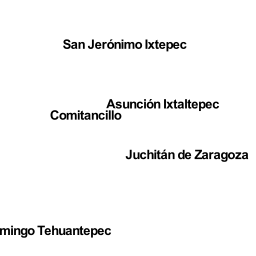 San Jerónimo Ixtepec
Asunción Ixtaltepec
Comitancillo
Juchitán de Zaragoza
mingo Tehuantepec